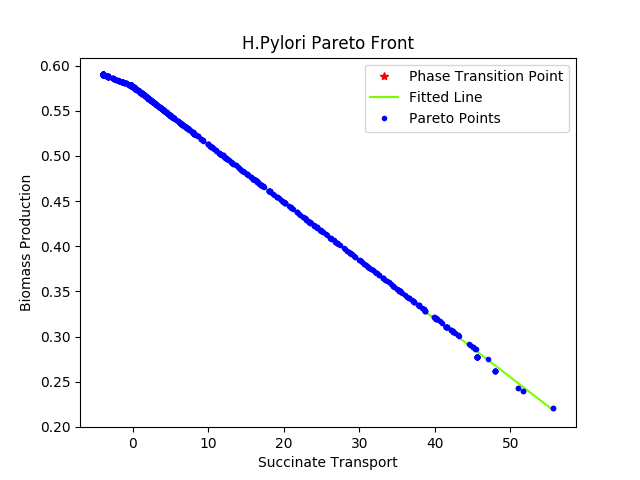 H.Pylori Pareto Front
Phase Transition Point
Fitted Line
Pareto Points
Biomass Production
0.60
0.55
0.50
0.45
0.40
0.35
0.30
0.25
0.20
0 10 20 30 40 50
Succinate Transport